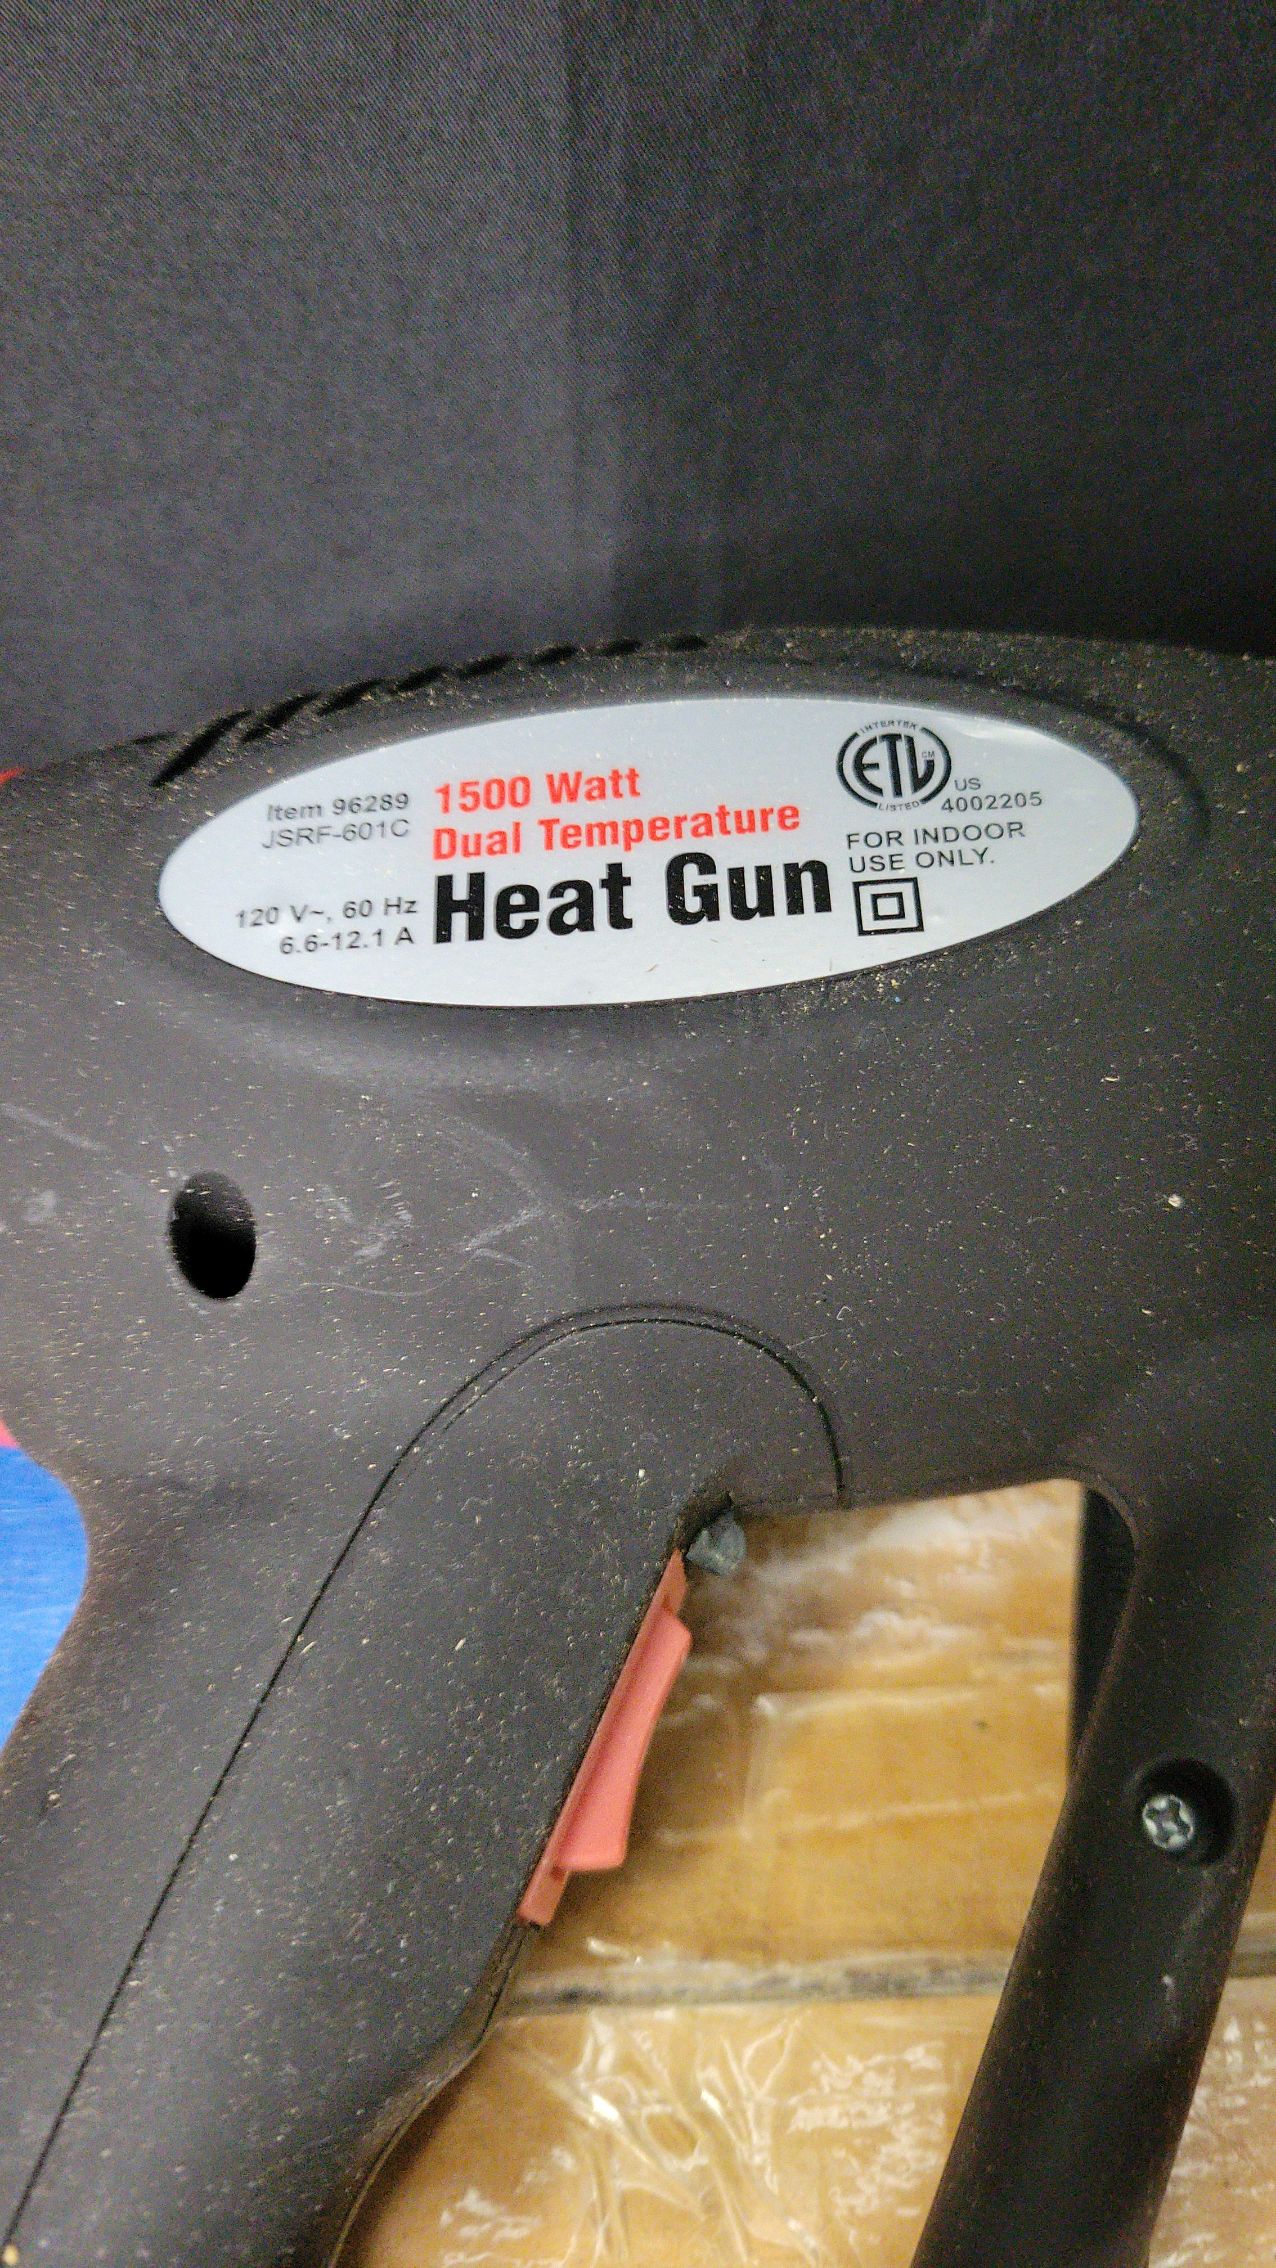 Item 96289
JSRF-601C
120 V~, 60 Hz
6.6-12.1 A
1500 Watt
Dual Temperature
Heat Gun
INTERTEK
ETL CM
LISTED
US
4002205
FOR INDOOR
USE ONLY.